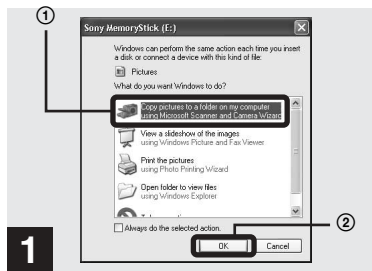 ①
Sony MemoryStick (E:)
Windows can perform the same action each time you insert
a disk or connect a device with this kind of file:
Pictures
What do you want Windows to do?
Copy pictures to a folder on my computer
using Microsoft Scanner and Camera Wizard
View a slideshow of the images
using Windows Picture and Fax Viewer
Print the pictures
using Photo Printing Wizard
Open folder to view files
using Windows Explorer
Always do the selected action.
②
OK
Cancel
1